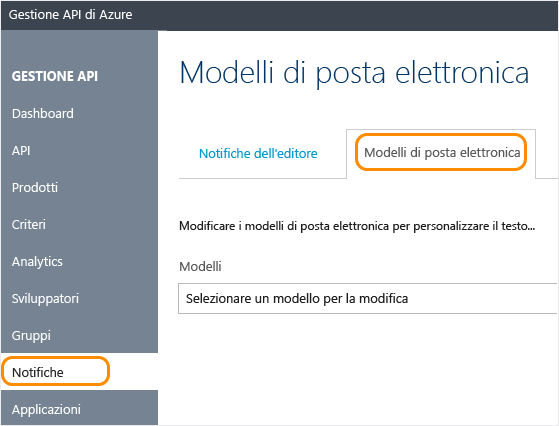 Gestione API di Azure
GESTIONE API
Dashboard
API
Prodotti
Criteri
Analytics
Sviluppatori
Gruppi
Notifiche
Applicazioni
Modelli di posta elettronica
Notifiche dell'editore
Modelli di posta elettronica
Modificare i modelli di posta elettronica per personalizzare il testo...
Modelli
Selezionare un modello per la modifica